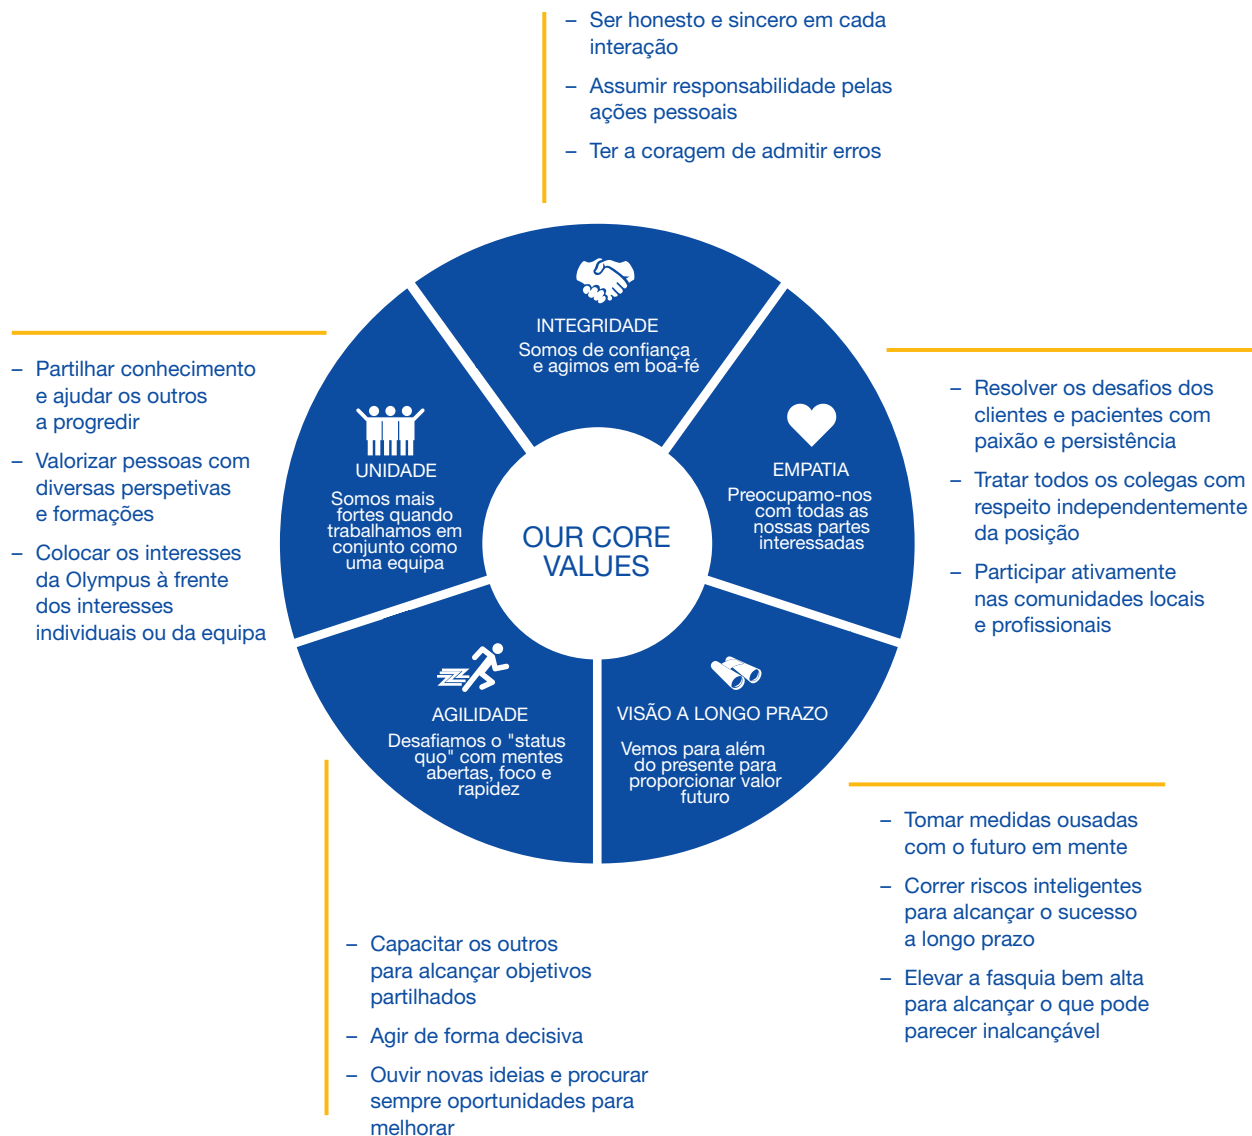 – Ser honesto e sincero em cada
interação
– Assumir responsabilidade pelas
ações pessoais
– Ter a coragem de admitir erros
INTEGRIDADE
Somos de confiança
e agimos em boa-fé
– Partilhar conhecimento
e ajudar os outros
a progredir
– Valorizar pessoas com
diversas perspetivas
e formações
– Colocar os interesses
da Olympus à frente
dos interesses
individuais ou da equipa
UNIDADE
Somos mais
fortes quando
trabalhamos em
conjunto como
uma equipa
OUR CORE
VALUES
EMPATIA
Preocupamo-nos
com todas as
nossas partes
interessadas
– Resolver os desafios dos
clientes e pacientes com
paixão e persistência
– Tratar todos os colegas com
respeito independentemente
da posição
– Participar ativamente
nas comunidades locais
e profissionais
AGILIDADE
Desafiamos o "status
quo" com mentes
abertas, foco e
rapidez
VISÃO A LONGO PRAZO
Vemos para além
do presente para
proporcionar valor
futuro
– Tomar medidas ousadas
com o futuro em mente
– Correr riscos inteligentes
para alcançar o sucesso
a longo prazo
– Elevar a fasquia bem alta
para alcançar o que pode
parecer inalcançável
– Capacitar os outros
para alcançar objetivos
partilhados
– Agir de forma decisiva
– Ouvir novas ideias e procurar
sempre oportunidades para
melhorar